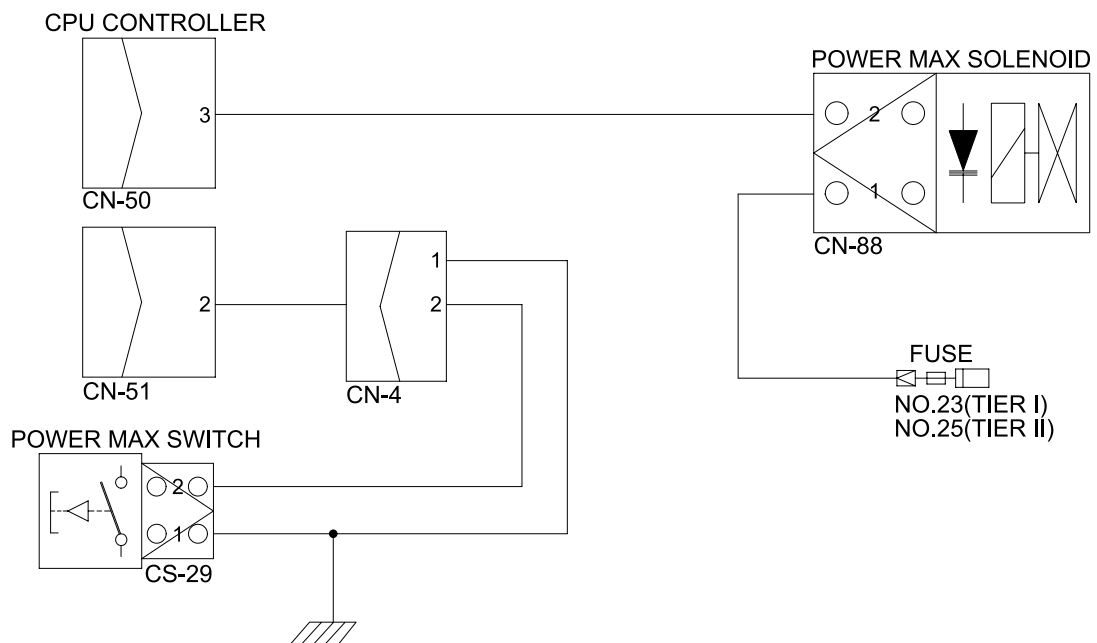 CPU CONTROLLER
POWER MAX SOLENOID
3
2
1
CN-50
CN-88
2
1
2
CN-51
CN-4
FUSE
NO.23(TIER I)
NO.25(TIER II)
POWER MAX SWITCH
2
1
CS-29